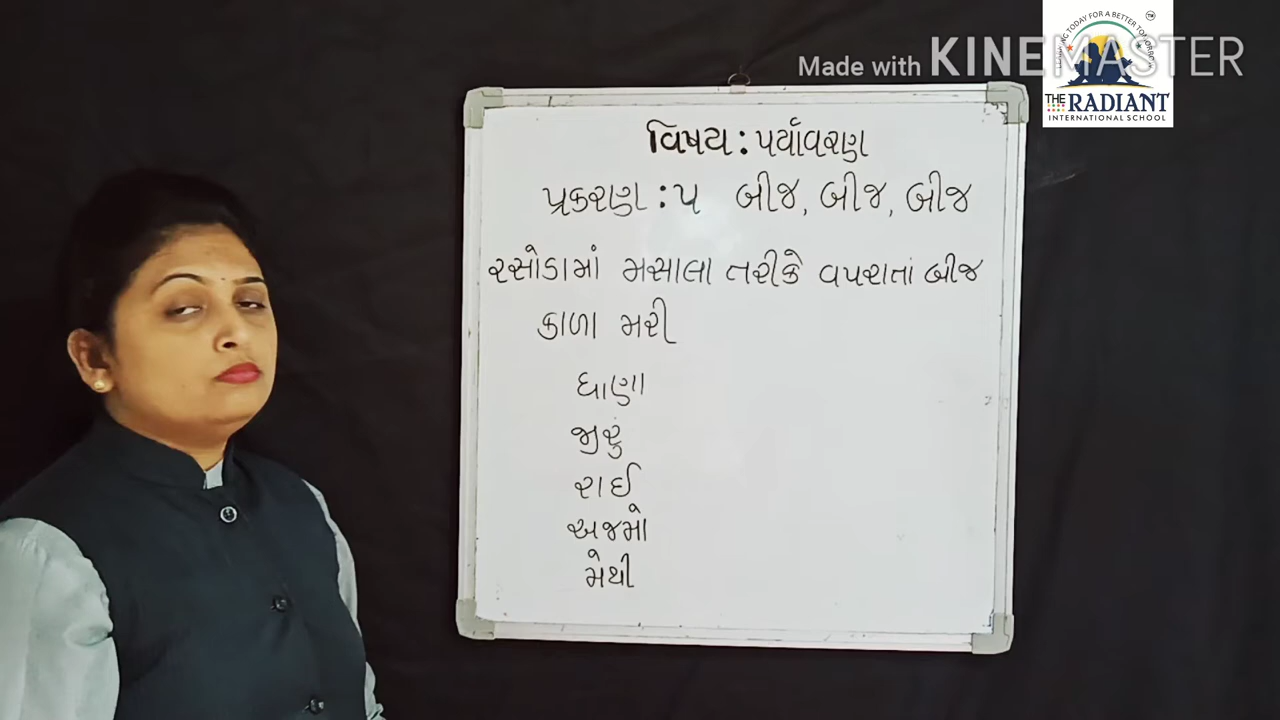 Made with KINEMASTER
LEARNING TODAY FOR A BETTER TOMORROW
TM
THE RADIANT
INTERNATIONAL SCHOOL
વિષય : પર્યાવરણ
પ્રકરણ : ૫ બીજ, બીજ, બીજ
રસોડામાં મસાલા તરીકે વપરાતાં બીજ
કાળા મરી
ધાણા
જીરું
રાઈ
અજમો
મેથી